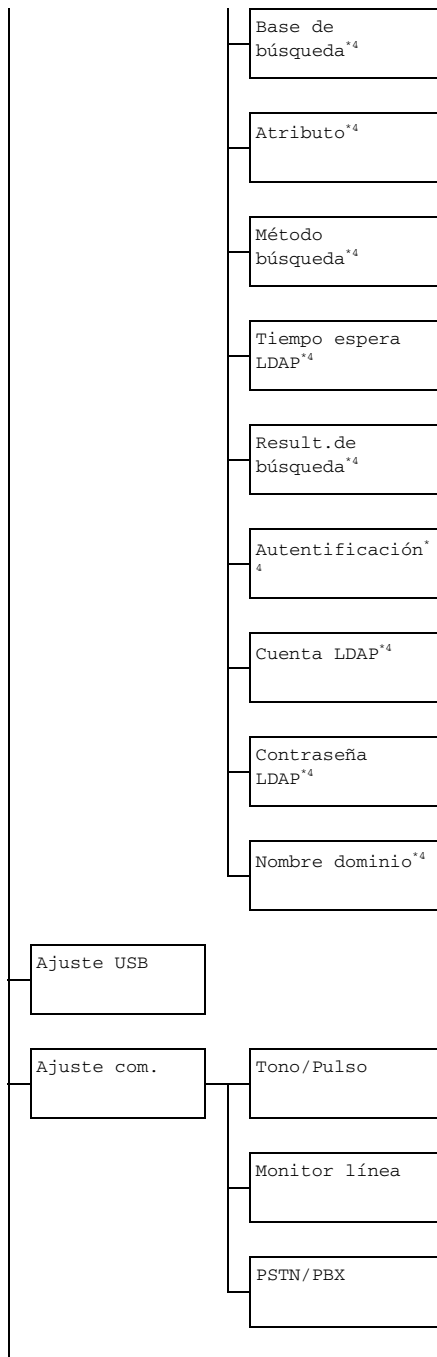 Base de
búsqueda*4
Atributo*4
Método
búsqueda*4
Tiempo espera
LDAP*4
Result.de
búsqueda*4
Autentificación*
4
Cuenta LDAP*4
Contraseña
LDAP*4
Nombre dominio*4
Ajuste USB
Ajuste com.
Tono/Pulso
Monitor línea
PSTN/PBX